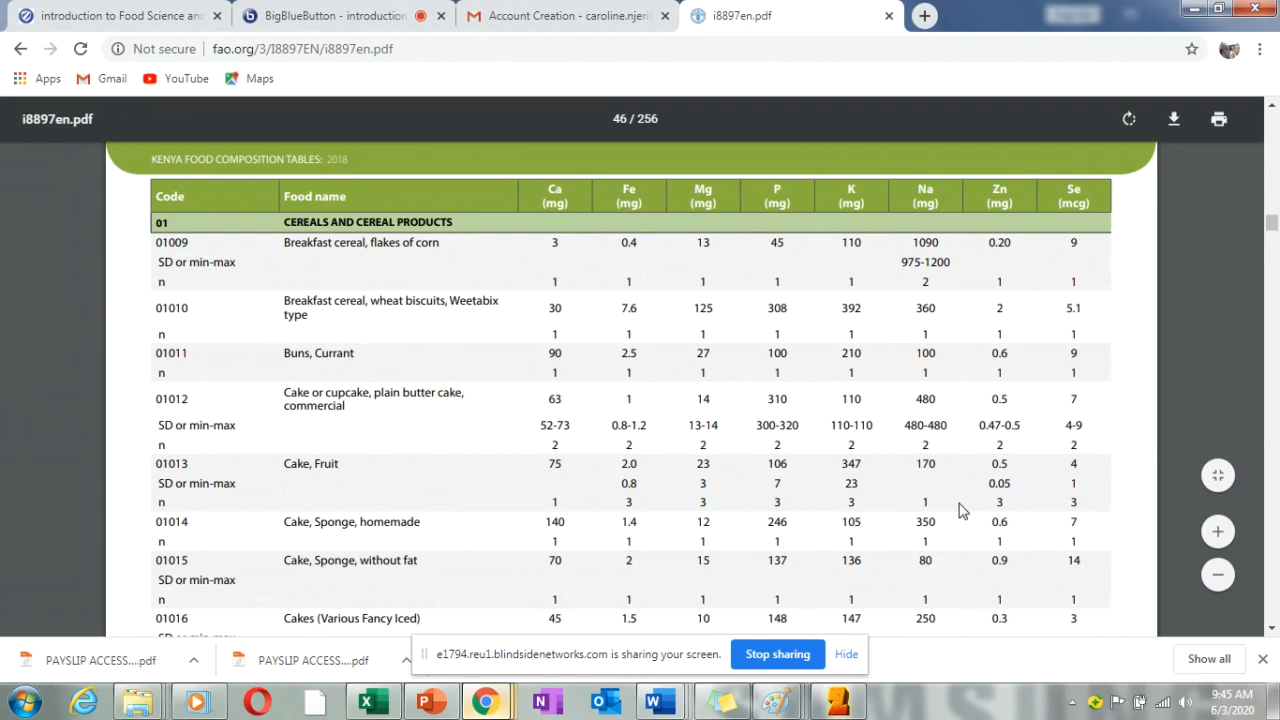 introduction to Food Science an
BigBlueButton - introduction
Account Creation - caroline.njeri
i8897en.pdf
Not secure | fao.org/3/I8897EN/i8897en.pdf
Apps Gmail YouTube Maps
i8897en.pdf 46 / 256
KENYA FOOD COMPOSITION TABLES: 2018
Code Food name Ca (mg) Fe (mg) Mg (mg) P (mg) K (mg) Na (mg) Zn (mg) Se (mcg)
01 CEREALS AND CEREAL PRODUCTS
01009 Breakfast cereal, flakes of corn 3 0.4 13 45 110 1090 0.20 9
SD or min-max 975-1200
n 1 1 1 1 1 2 1 1
01010 Breakfast cereal, wheat biscuits, Weetabix type 30 7.6 125 308 392 360 2 5.1
n 1 1 1 1 1 1 1 1
01011 Buns, Currant 90 2.5 27 100 210 100 0.6 9
n 1 1 1 1 1 1 1 1
01012 Cake or cupcake, plain butter cake, commercial 63 1 14 310 110 480 0.5 7
SD or min-max 52-73 0.8-1.2 13-14 300-320 110-110 480-480 0.47-0.5 4-9
n 2 2 2 2 2 2 2 2
01013 Cake, Fruit 75 2.0 23 106 347 170 0.5 4
SD or min-max 0.8 3 7 23 0.05 1
n 1 3 3 3 3 1 3 3
01014 Cake, Sponge, homemade 140 1.4 12 246 105 350 0.6 7
n 1 1 1 1 1 1 1 1
01015 Cake, Sponge, without fat 70 2 15 137 136 80 0.9 14
SD or min-max
n 1 1 1 1 1 1 1 1
01016 Cakes (Various Fancy Iced) 45 1.5 10 148 147 250 0.3 3
e1794.reu1.blindsidenetworks.com is sharing your screen. Stop sharing Hide
PAYSLIP ACCESS....pdf PAYSLIP ACCESS....pdf Show all
9:45 AM
6/3/2020